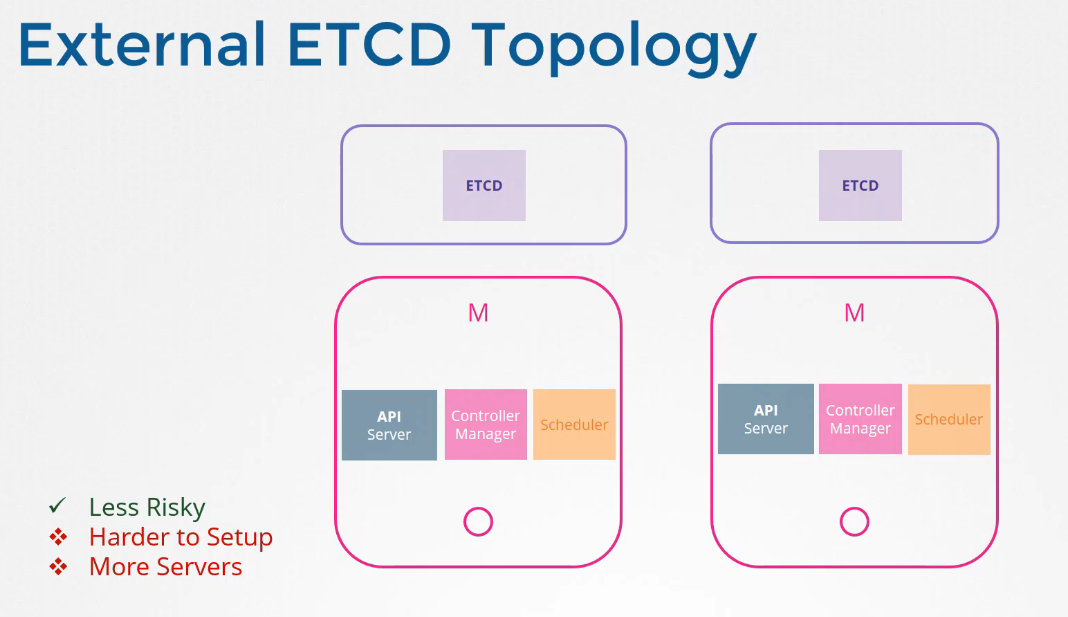 External ETCD Topology
ETCD
ETCD
M
M
API
Server
Controller
Manager
Scheduler
API
Server
Controller
Manager
Scheduler
✓ Less Risky
❖ Harder to Setup
❖ More Servers